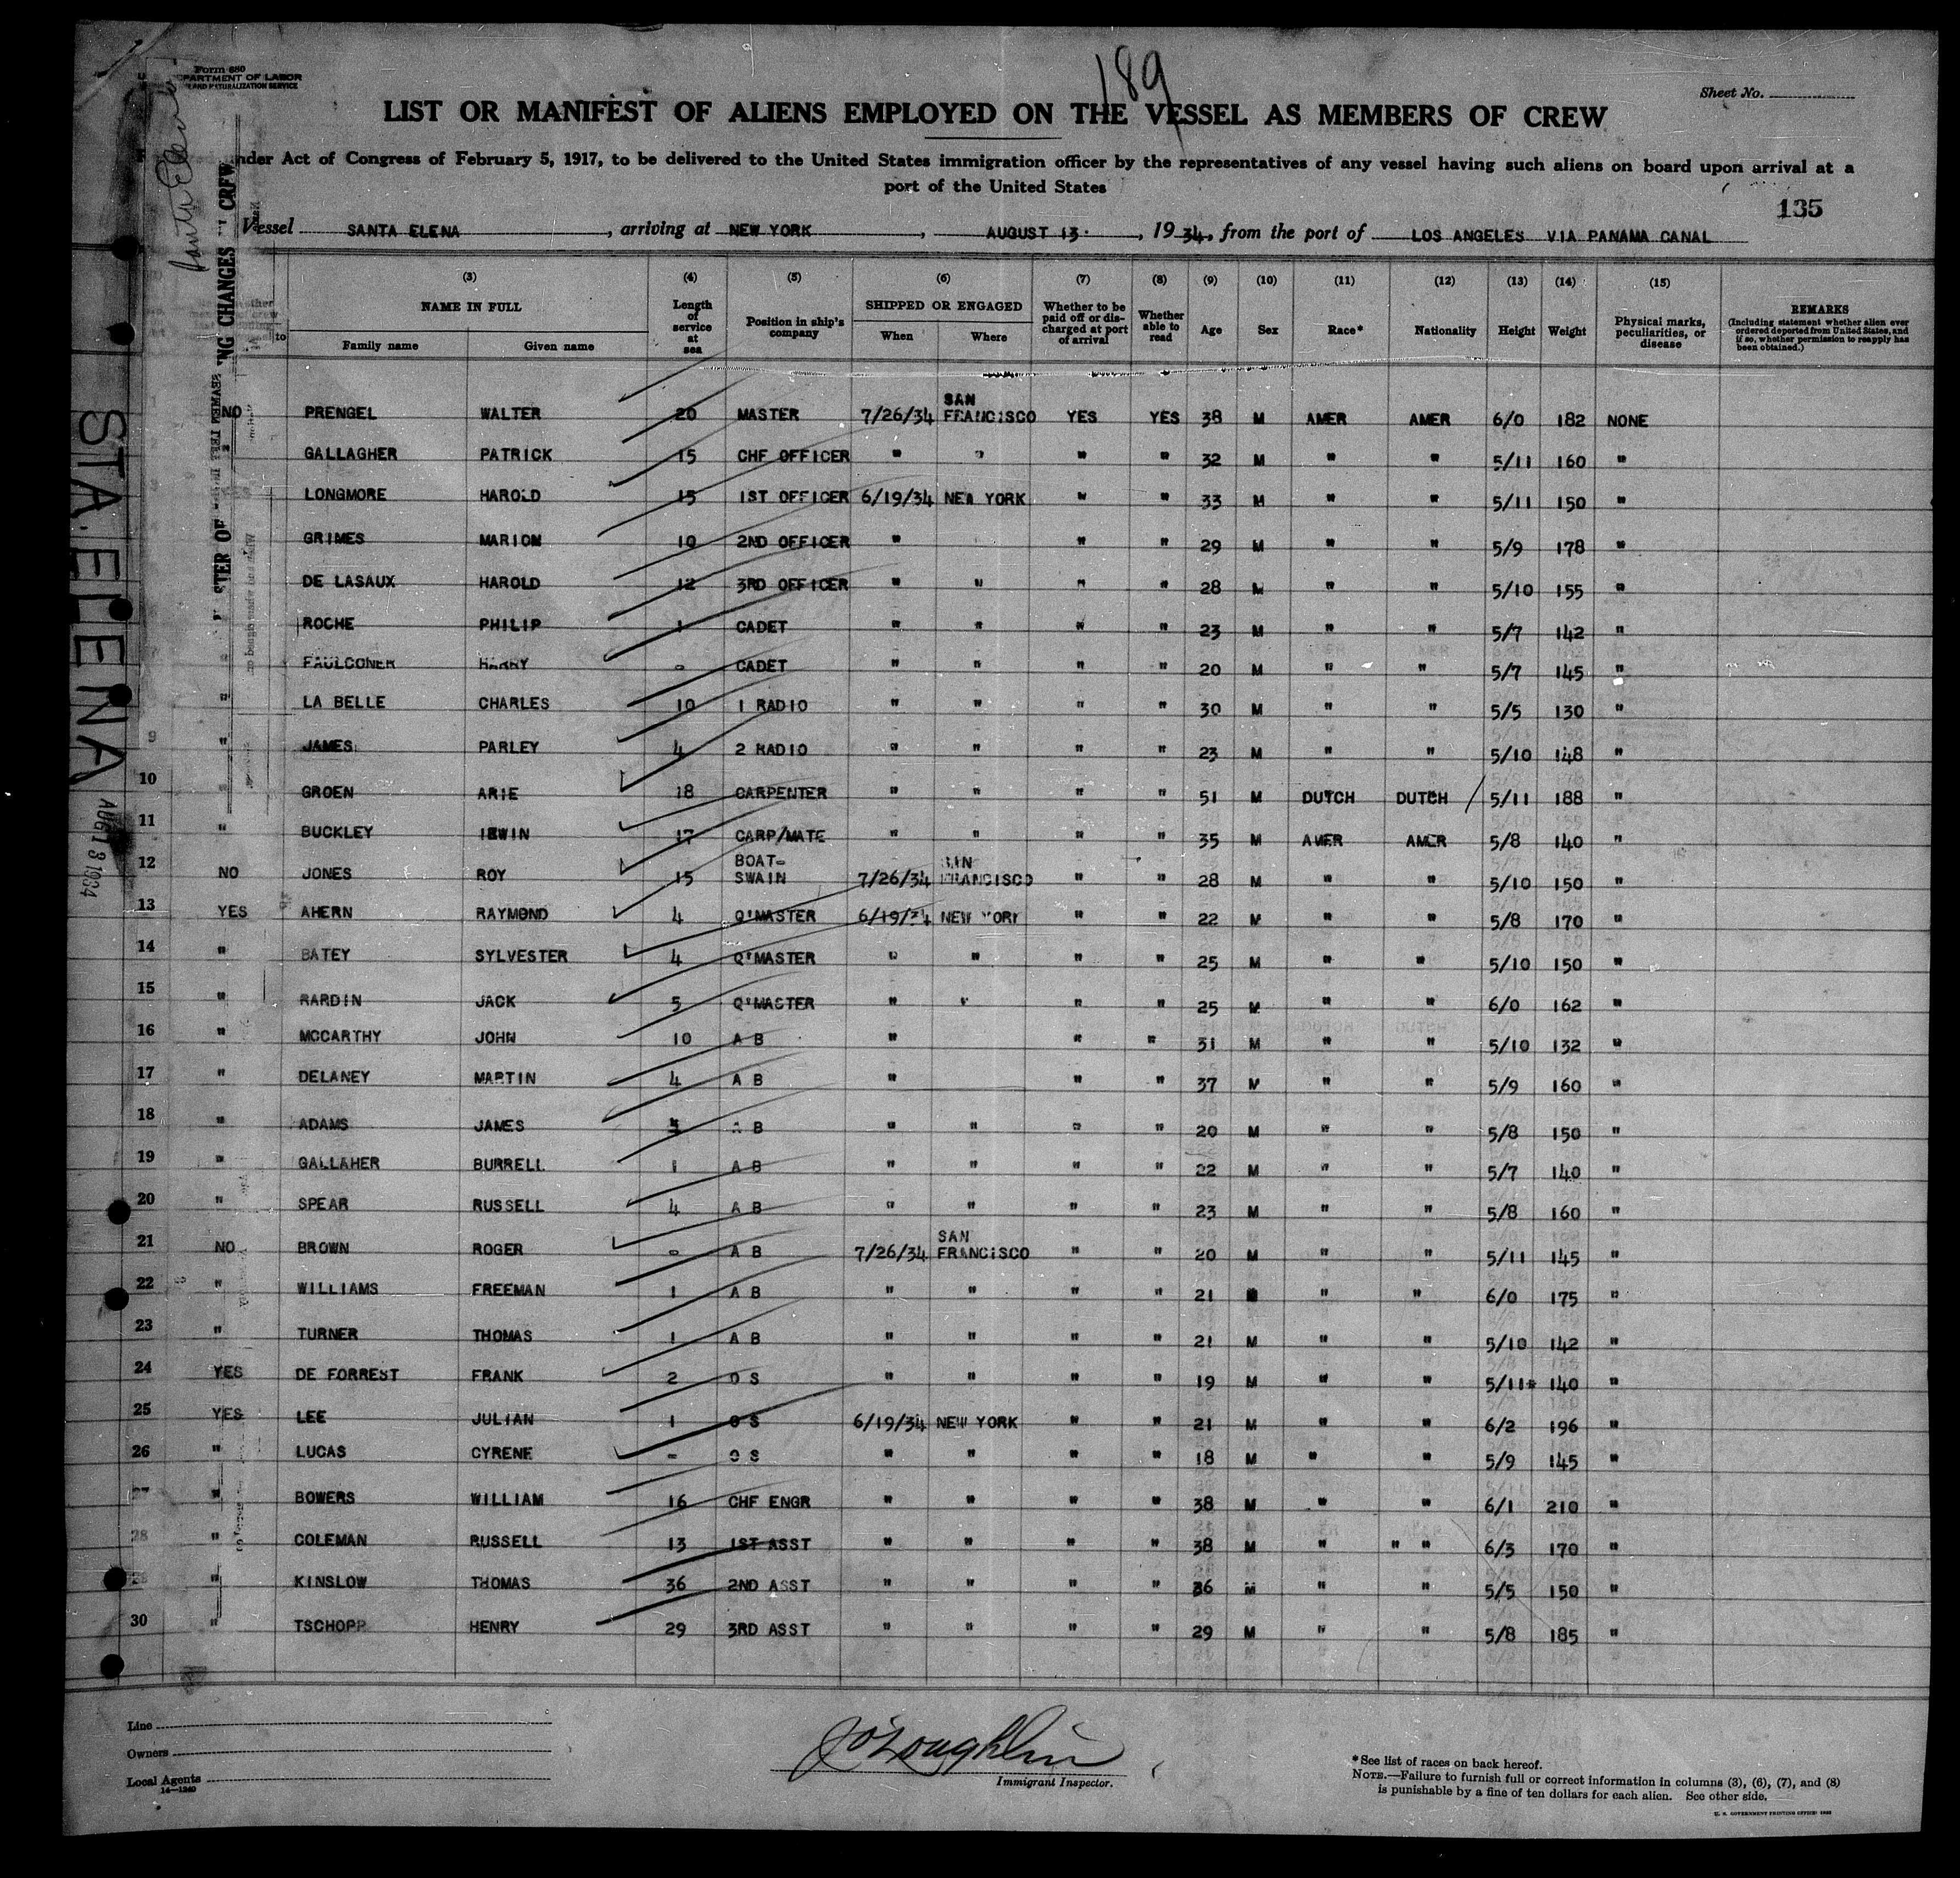 189
Form 680
DEPARTMENT OF LABOR
AND NATURALIZATION SERVICE
Sheet No.
LIST OR MANIFEST OF ALIENS EMPLOYED ON THE VESSEL AS MEMBERS OF CREW
under Act of Congress of February 5, 1917, to be delivered to the United States immigration officer by the representatives of any vessel having such aliens on board upon arrival at a
port of the United States
135
Vessel SANTA ELENA, arriving at NEW YORK, AUGUST 13, 1934, from the port of LOS ANGELES VIA PANAMA CANAL
Santa Elena
STA. ELENA
AUG 13 1934
(3) (4) (5) (6) (7) (8) (9) (10) (11) (12) (13) (14) (15)
NAME IN FULL Length of service at sea Position in ship's company SHIPPED OR ENGAGED Whether to be paid off or discharged at port of arrival Whether able to read Age Sex Race* Nationality Height Weight Physical marks, peculiarities, or disease REMARKS
(Including statement whether alien ever ordered deported from United States, and if so, whether permission to reapply has been obtained.)
Family name Given name When Where
NO PRENGEL WALTER 20 MASTER 7/26/34 SAN FRANCISCO YES YES 38 M AMER AMER 6/0 182 NONE
GALLAGHER PATRICK 15 CHF OFFICER " " " " 32 M " " 5/11 160 "
LONGMORE HAROLD 15 1ST OFFICER 6/19/34 NEW YORK " " 33 M " " 5/11 150 "
GRIMES MARION 10 2ND OFFICER " " " 29 M " " 5/9 178 "
DE LASAUX HAROLD 12 3RD OFFICER " " " " 28 M " " 5/10 155 "
ROCHE PHILIP 1 CADET " " " " 23 M " " 5/7 142 "
FAULCONER HARRY - CADET " " " " 20 M " " 5/7 145 "
" LA BELLE CHARLES 10 1 RADIO " " " " 30 M " " 5/5 130 "
9 " JAMES PARLEY 4 2 RADIO " " " " 23 M " " 5/10 148 "
10 " GROEN ARIE 18 CARPENTER " " " " 51 M DUTCH DUTCH 5/11 188 "
11 " BUCKLEY IRWIN 17 CARP/MATE " " " " 35 M AMER AMER 5/8 140 "
12 NO JONES ROY 15 BOAT-SWAIN 7/26/34 SAN FRANCISCO " " 28 M " " 5/10 150 "
13 YES AHERN RAYMOND 4 Q'MASTER 6/19/34 NEW YORK " " 22 M " " 5/8 170 "
14 " BATEY SYLVESTER 4 Q'MASTER " " " " 25 M " " 5/10 150 "
15 " RARDIN JACK 5 Q'MASTER " " " " 25 M " " 6/0 162 "
16 " MCCARTHY JOHN 10 A B " " " 31 M " " 5/10 132 "
17 " DELANEY MARTIN 4 A B " " " 37 M " " 5/9 160 "
18 " ADAMS JAMES A B " " " " 20 M " " 5/8 150 "
19 " GALLAHER BURRELL 1 A B " " " " 22 M " " 5/7 140 "
20 " SPEAR RUSSELL 4 A B " " " " 23 M " " 5/8 160 "
21 NO BROWN ROGER - A B 7/26/34 SAN FRANCISCO " " 20 M " " 5/11 145 "
22 " WILLIAMS FREEMAN 1 A B " " " " 21 M " " 6/0 175 "
23 " TURNER THOMAS 1 A B " " " " 21 M " " 5/10 142 "
24 YES DE FORREST FRANK 2 O S " " " " 19 M " " 5/11 140 "
25 YES LEE JULIAN 1 O S 6/19/34 NEW YORK " " 21 M " " 6/2 196 "
26 " LUCAS CYRENE - O S " " " " 18 M " " 5/9 145 "
27 " BOWERS WILLIAM 16 CHF ENGR " " " " 38 M " " 6/1 210 "
28 " COLEMAN RUSSELL 13 1ST ASST " " " " 38 M " " " 6/3 170 "
29 " KINSLOW THOMAS 36 2ND ASST " " " " 36 M " " 5/5 150 "
30 " TSCHOPP HENRY 29 3RD ASST " " " " 29 M " " 5/8 185 "
Line
Owners
Local Agents
14—1240
J O'Loughlin
Immigrant Inspector.
*See list of races on back hereof.
NOTE.—Failure to furnish full or correct information in columns (3), (6), (7), and (8)
is punishable by a fine of ten dollars for each alien. See other side.
U. S. GOVERNMENT PRINTING OFFICE: 1932